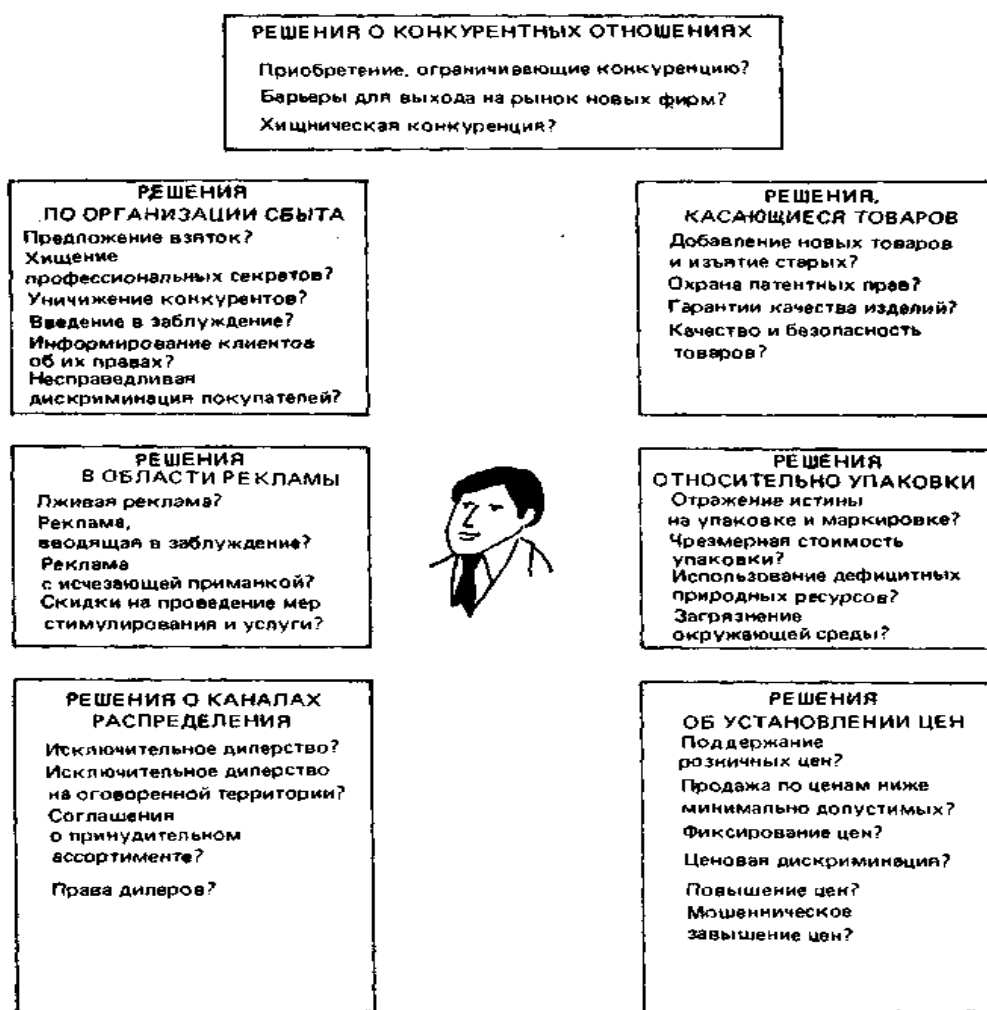 РЕШЕНИЯ О КОНКУРЕНТНЫХ ОТНОШЕНИЯХ
Приобретение, ограничивающие конкуренцию?
Барьеры для выхода на рынок новых фирм?
Хищническая конкуренция?
РЕШЕНИЯ
ПО ОРГАНИЗАЦИИ СБЫТА
Предложение взяток?
Хищение
профессиональных секретов?
Уничижение конкурентов?
Введение в заблуждение?
Информирование клиентов
об их правах?
Несправедливая
дискриминация покупателей?
РЕШЕНИЯ,
КАСАЮЩИЕСЯ ТОВАРОВ
Добавление новых товаров
и изъятие старых?
Охрана патентных прав?
Гарантии качества изделий?
Качество и безопасность
товаров?
РЕШЕНИЯ
В ОБЛАСТИ РЕКЛАМЫ
Лживая реклама?
Реклама,
вводящая в заблуждение?
Реклама
с исчезающей приманкой?
Скидки на проведение мер
стимулирования и услуги?
РЕШЕНИЯ
ОТНОСИТЕЛЬНО УПАКОВКИ
Отражение истины
на упаковке и маркировке?
Чрезмерная стоимость
упаковки?
Использование дефицитных
природных ресурсов?
Загрязнение
окружающей среды?
РЕШЕНИЯ О КАНАЛАХ
РАСПРЕДЕЛЕНИЯ
Исключительное дилерство?
Исключительное дилерство
на оговоренной территории?
Соглашения
о принудительном
ассортименте?
Права дилеров?
РЕШЕНИЯ
ОБ УСТАНОВЛЕНИИ ЦЕН
Поддержание
розничных цен?
Продажа по ценам ниже
минимально допустимых?
Фиксирование цен?
Ценовая дискриминация?
Повышение цен?
Мошенническое
завышение цен?